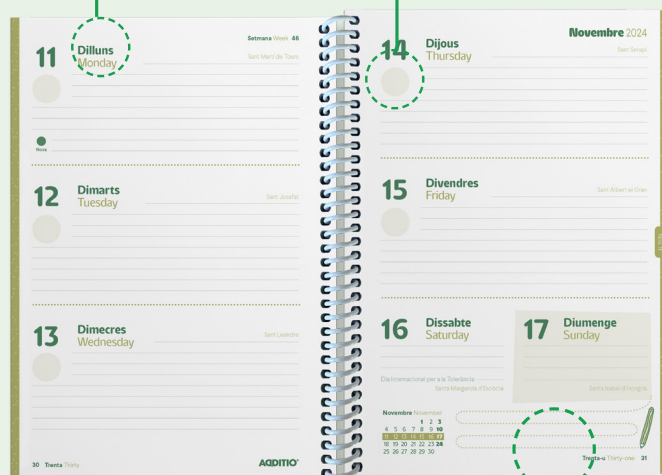 Setmana Week 46
11 Dilluns
Monday
Sant Martí de Tours
Nova
12 Dimarts
Tuesday
Sant Josafat
13 Dimecres
Wednesday
Sant Leandre
30 Trenta Thirty
ADDITIO
Novembre 2024
14 Dijous
Thursday
Sant Serapi
15 Divendres
Friday
Sant Albert el Gran
16 Dissabte
Saturday
Dia Internacional per a la Tolerància
Santa Margarida d'Escòcia
17 Diumenge
Sunday
Santa Isabel d'Hongria
Novembre November
1 2 3
4 5 6 7 8 9 10
11 12 13 14 15 16 17
18 19 20 21 22 23 24
25 26 27 28 29 30
Trenta-u Thirty-one 31